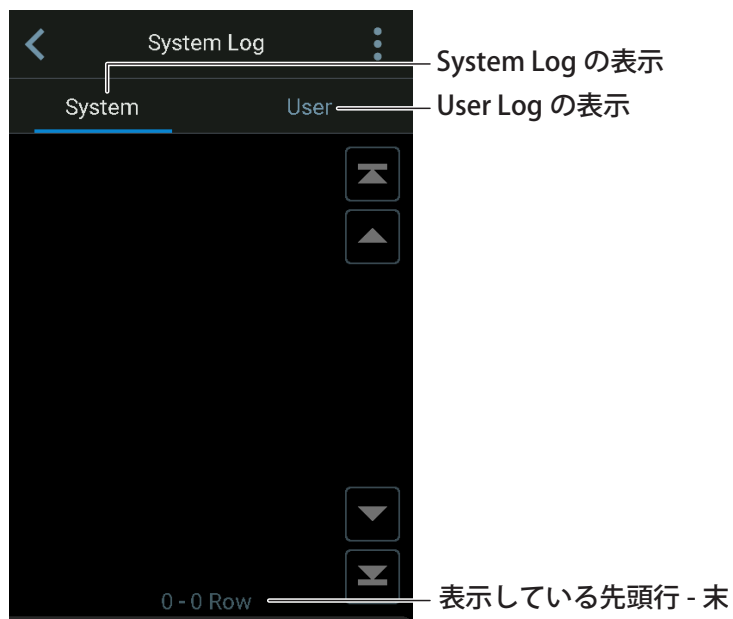 System Log
System Log の表示
System
User
User Log の表示
0 - 0 Row
表示している先頭行 - 末